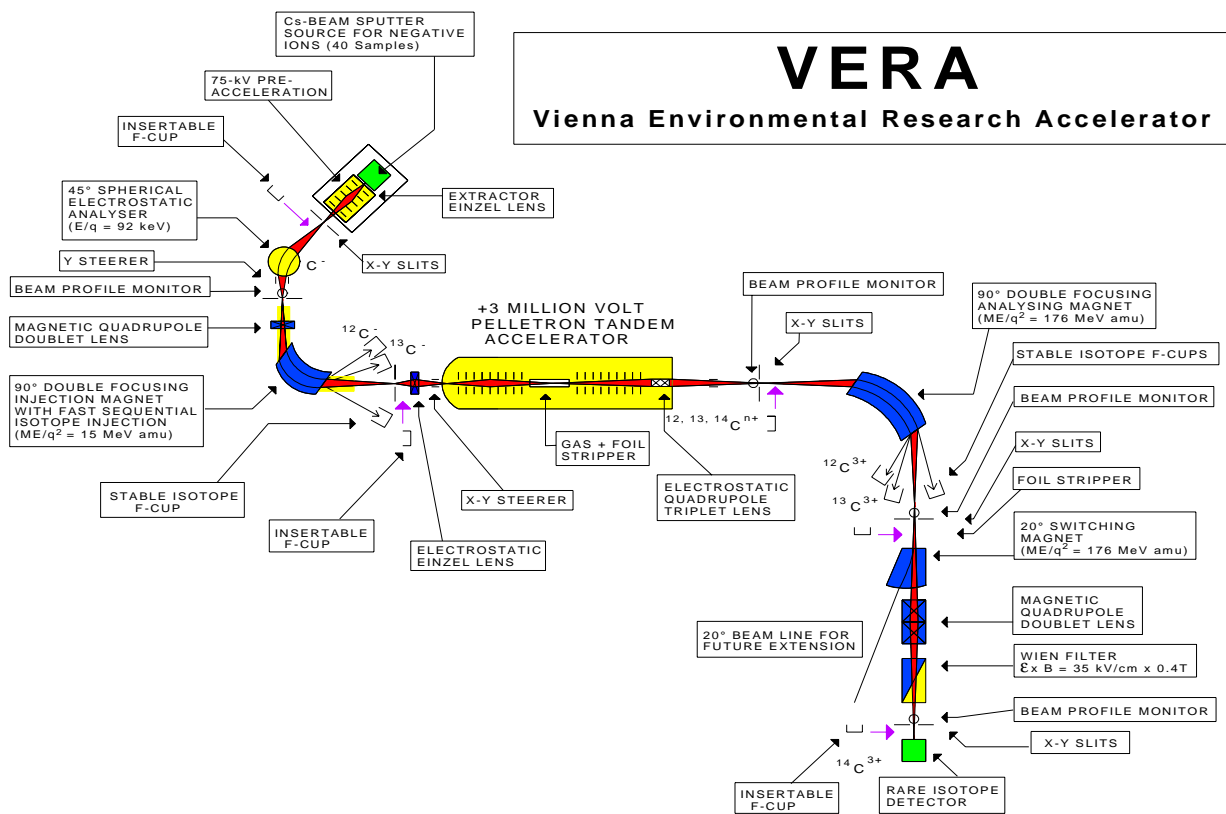 Cs-BEAM SPUTTER
SOURCE FOR NEGATIVE
IONS (40 Samples)
VERA
Vienna Environmental Research Accelerator
75-kV PRE-
ACCELERATION
INSERTABLE
F-CUP
45° SPHERICAL
ELECTROSTATIC
ANALYSER
(E/q = 92 keV)
EXTRACTOR
EINZEL LENS
Y STEERER
C -
X-Y SLITS
BEAM PROFILE MONITOR
MAGNETIC QUADRUPOLE
DOUBLET LENS
12C -
13C -
90° DOUBLE FOCUSING
INJECTION MAGNET
WITH FAST SEQUENTIAL
ISOTOPE INJECTION
(ME/q² = 15 MeV amu)
STABLE ISOTOPE
F-CUP
INSERTABLE
F-CUP
ELECTROSTATIC
EINZEL LENS
X-Y STEERER
+3 MILLION VOLT
PELLETRON TANDEM
ACCELERATOR
GAS + FOIL
STRIPPER
12, 13, 14C n+
ELECTROSTATIC
QUADRUPOLE
TRIPLET LENS
BEAM PROFILE MONITOR
X-Y SLITS
90° DOUBLE FOCUSING
ANALYSING MAGNET
(ME/q² = 176 MeV amu)
STABLE ISOTOPE F-CUPS
BEAM PROFILE MONITOR
X-Y SLITS
FOIL STRIPPER
12C 3+
13C 3+
20° SWITCHING
MAGNET
(ME/q² = 176 MeV amu)
MAGNETIC
QUADRUPOLE
DOUBLET LENS
20° BEAM LINE FOR
FUTURE EXTENSION
WIEN FILTER
Ɛ x B = 35 kV/cm x 0.4T
BEAM PROFILE MONITOR
X-Y SLITS
14C 3+
INSERTABLE
F-CUP
RARE ISOTOPE
DETECTOR